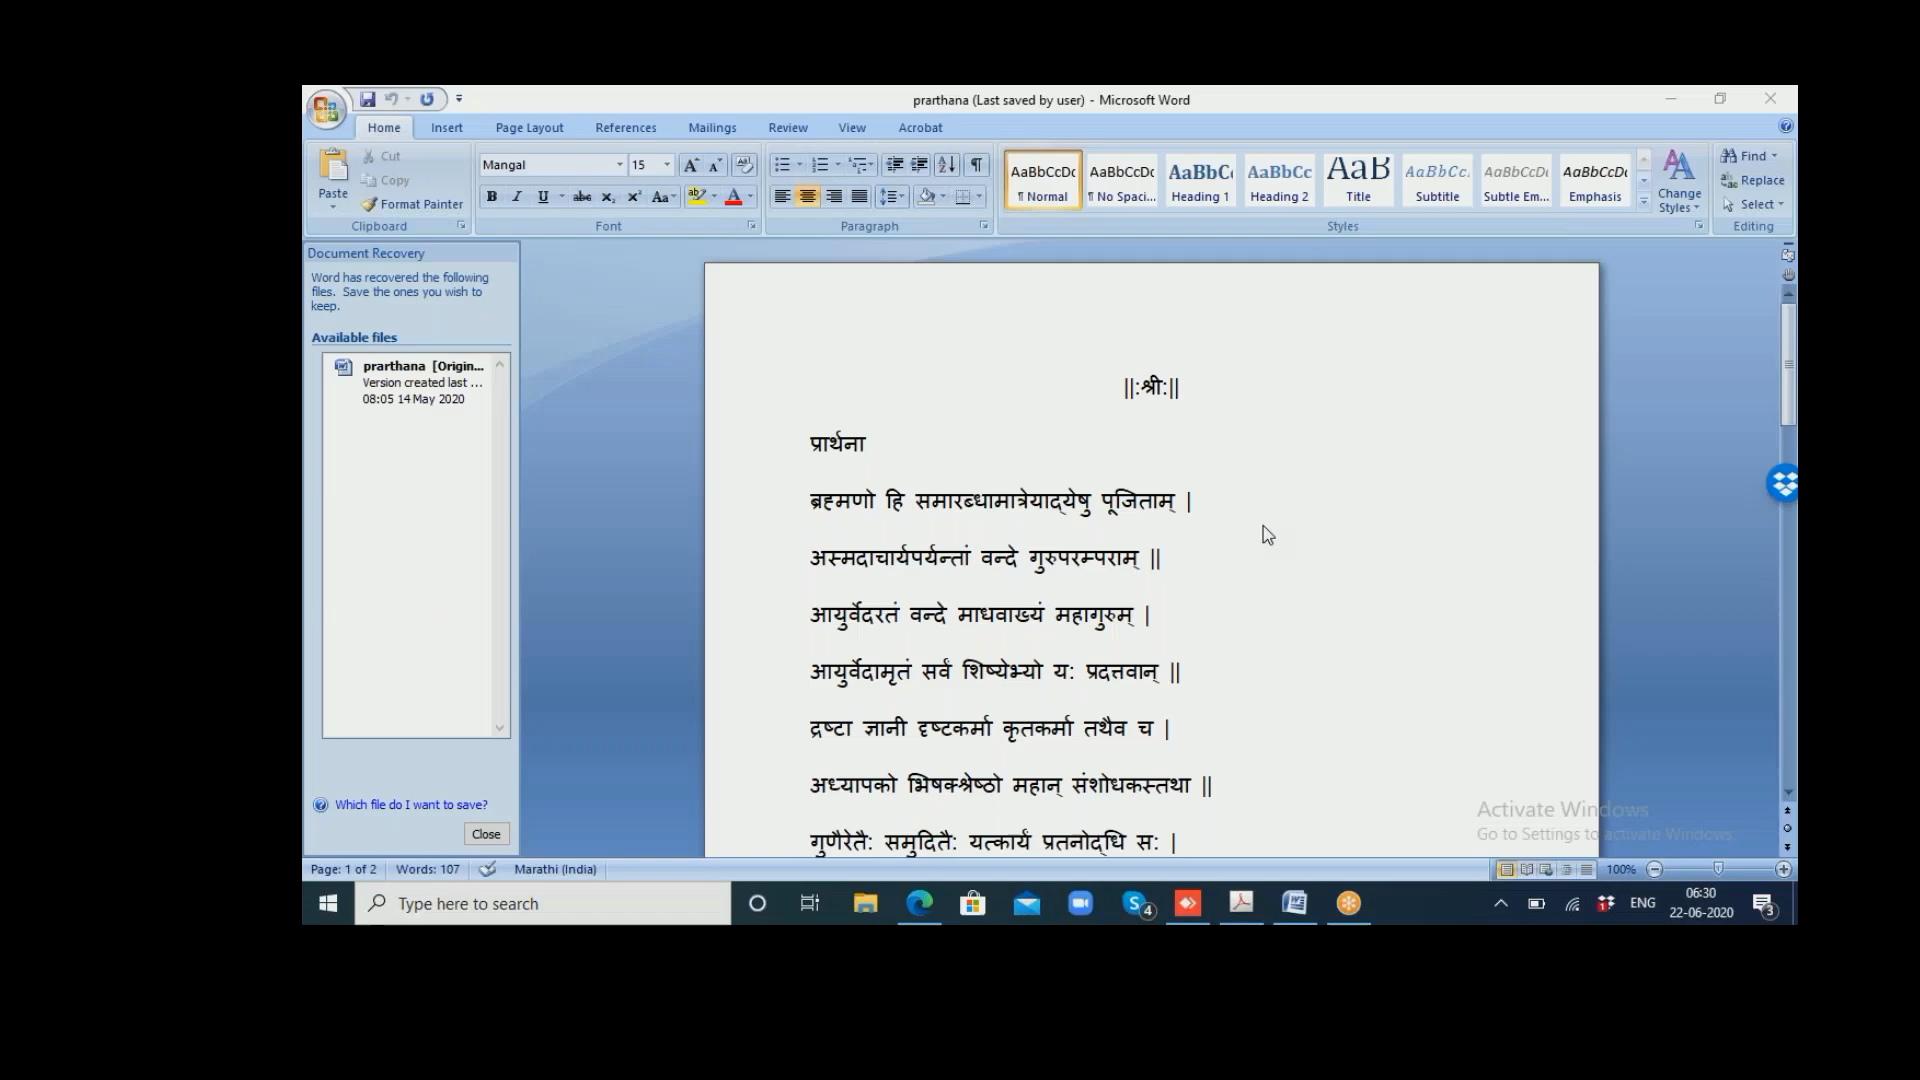 prarthana (Last saved by user) - Microsoft Word
Home Insert Page Layout References Mailings Review View Acrobat
Paste
Cut
Copy
Format Painter
Clipboard
Mangal 15
Font
Paragraph
AaBbCcDc AaBbCcDc AaBbC AaBbCc AaB AaBbCc. AaBbCcDı AaBbCcDı
¶ Normal ¶ No Spaci... Heading 1 Heading 2 Title Subtitle Subtle Em... Emphasis
Change Styles
Styles
Find
Replace
Select
Editing
Document Recovery
Word has recovered the following
files. Save the ones you wish to
keep.
Available files
prarthana [Origin...
Version created last ...
08:05 14 May 2020
Which file do I want to save?
Close
||:श्री:||
प्रार्थना
ब्रह्मणो हि समारब्धामात्रेयाद्येषु पूजिताम् |
अस्मदाचार्यपर्यन्तां वन्दे गुरुपरम्पराम् ||
आयुर्वेदरतं वन्दे माधवाख्यं महागुरुम् |
आयुर्वेदामृतं सर्वं शिष्येभ्यो य: प्रदत्तवान् ||
द्रष्टा ज्ञानी दृष्टकर्मा कृतकर्मा तथैव च |
अध्यापको भिषक्श्रेष्ठो महान् संशोधकस्तथा ||
गुणैरेतै: समुदितै: यत्कार्यं प्रतनोद्धि स: |
Activate Windows
Go to Settings to activate Windows.
Page: 1 of 2 Words: 107 Marathi (India) 100%
Type here to search
4
ENG
06:30
22-06-2020
3